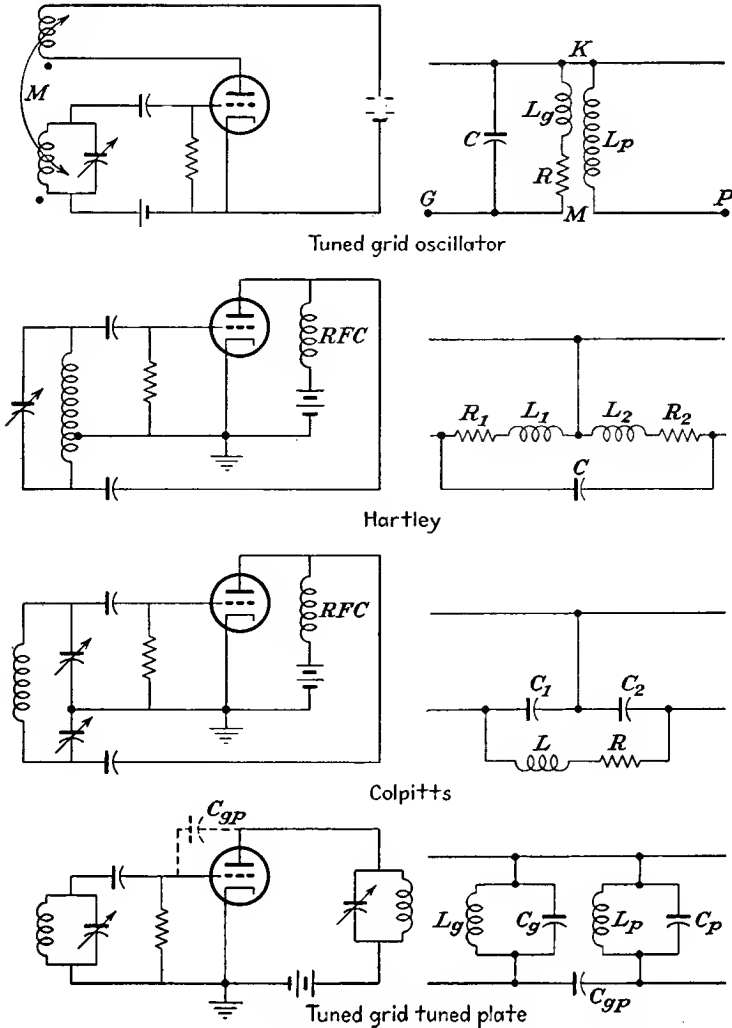 M
K
C
Lg
Lp
R
G
M
P
Tuned grid oscillator
RFC
R1
L1
L2
R2
C
Hartley
RFC
C1
C2
L
R
Colpitts
Cgp
Lg
Cg
Lp
Cp
Cgp
Tuned grid tuned plate